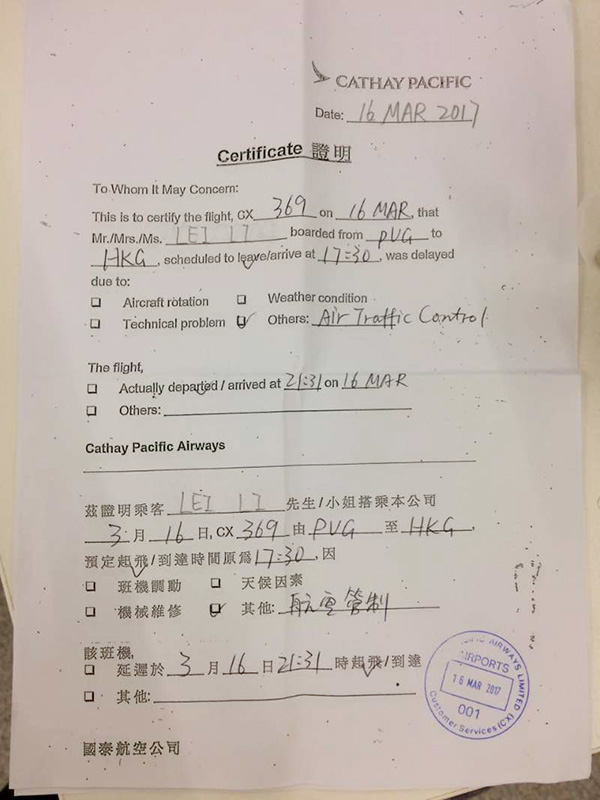 CATHAY PACIFIC
Date: 16 MAR 2017
Certificate 證明
To Whom It May Concern:
This is to certify the flight, CX 369 on 16 MAR, that
Mr./Mrs./Ms. LEI LI boarded from PVG to
HKG, scheduled to leave/arrive at 17:30, was delayed
due to:
Aircraft rotation Weather condition
Technical problem Others: Air Traffic Control
The flight,
Actually departed / arrived at 21:31 on 16 MAR
Others:
Cathay Pacific Airways
茲證明乘客 LEI LI 先生/小姐搭乘本公司
3 月 16 日, CX 369 由 PVG 至 HKG,
預定起飛/到達時間原為 17:30, 因
班機調動 天候因素
機械維修 其他: 航空管制
該班機,
延遲於 3 月 16 日 21:31 時起飛/到達
其他:
國泰航空公司
AIRWAYS LIMITED
AIRPORTS
16 MAR 2017
001
Customer Services (CX)